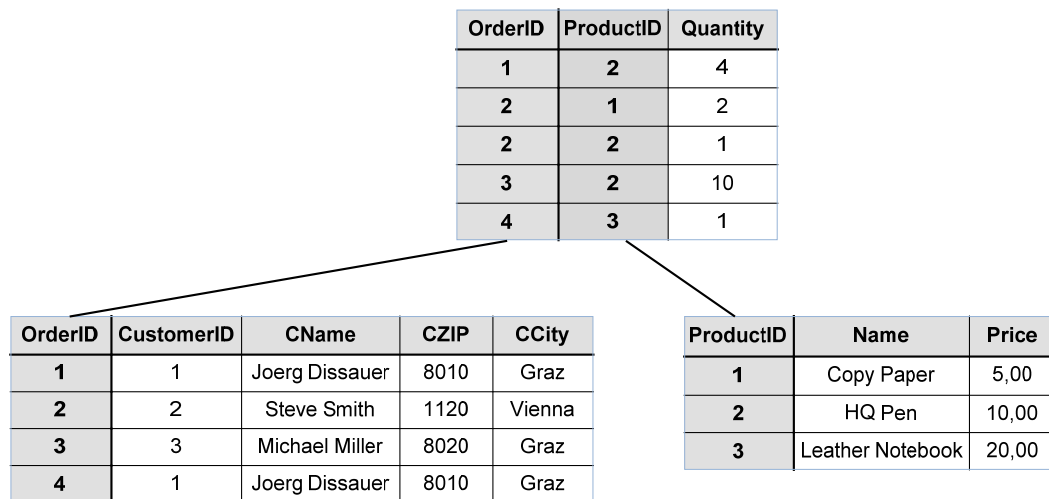 OrderID ProductID Quantity
1 2 4
2 1 2
2 2 1
3 2 10
4 3 1
OrderID CustomerID CName CZIP CCity
1 1 Joerg Dissauer 8010 Graz
2 2 Steve Smith 1120 Vienna
3 3 Michael Miller 8020 Graz
4 1 Joerg Dissauer 8010 Graz
ProductID Name Price
1 Copy Paper 5,00
2 HQ Pen 10,00
3 Leather Notebook 20,00